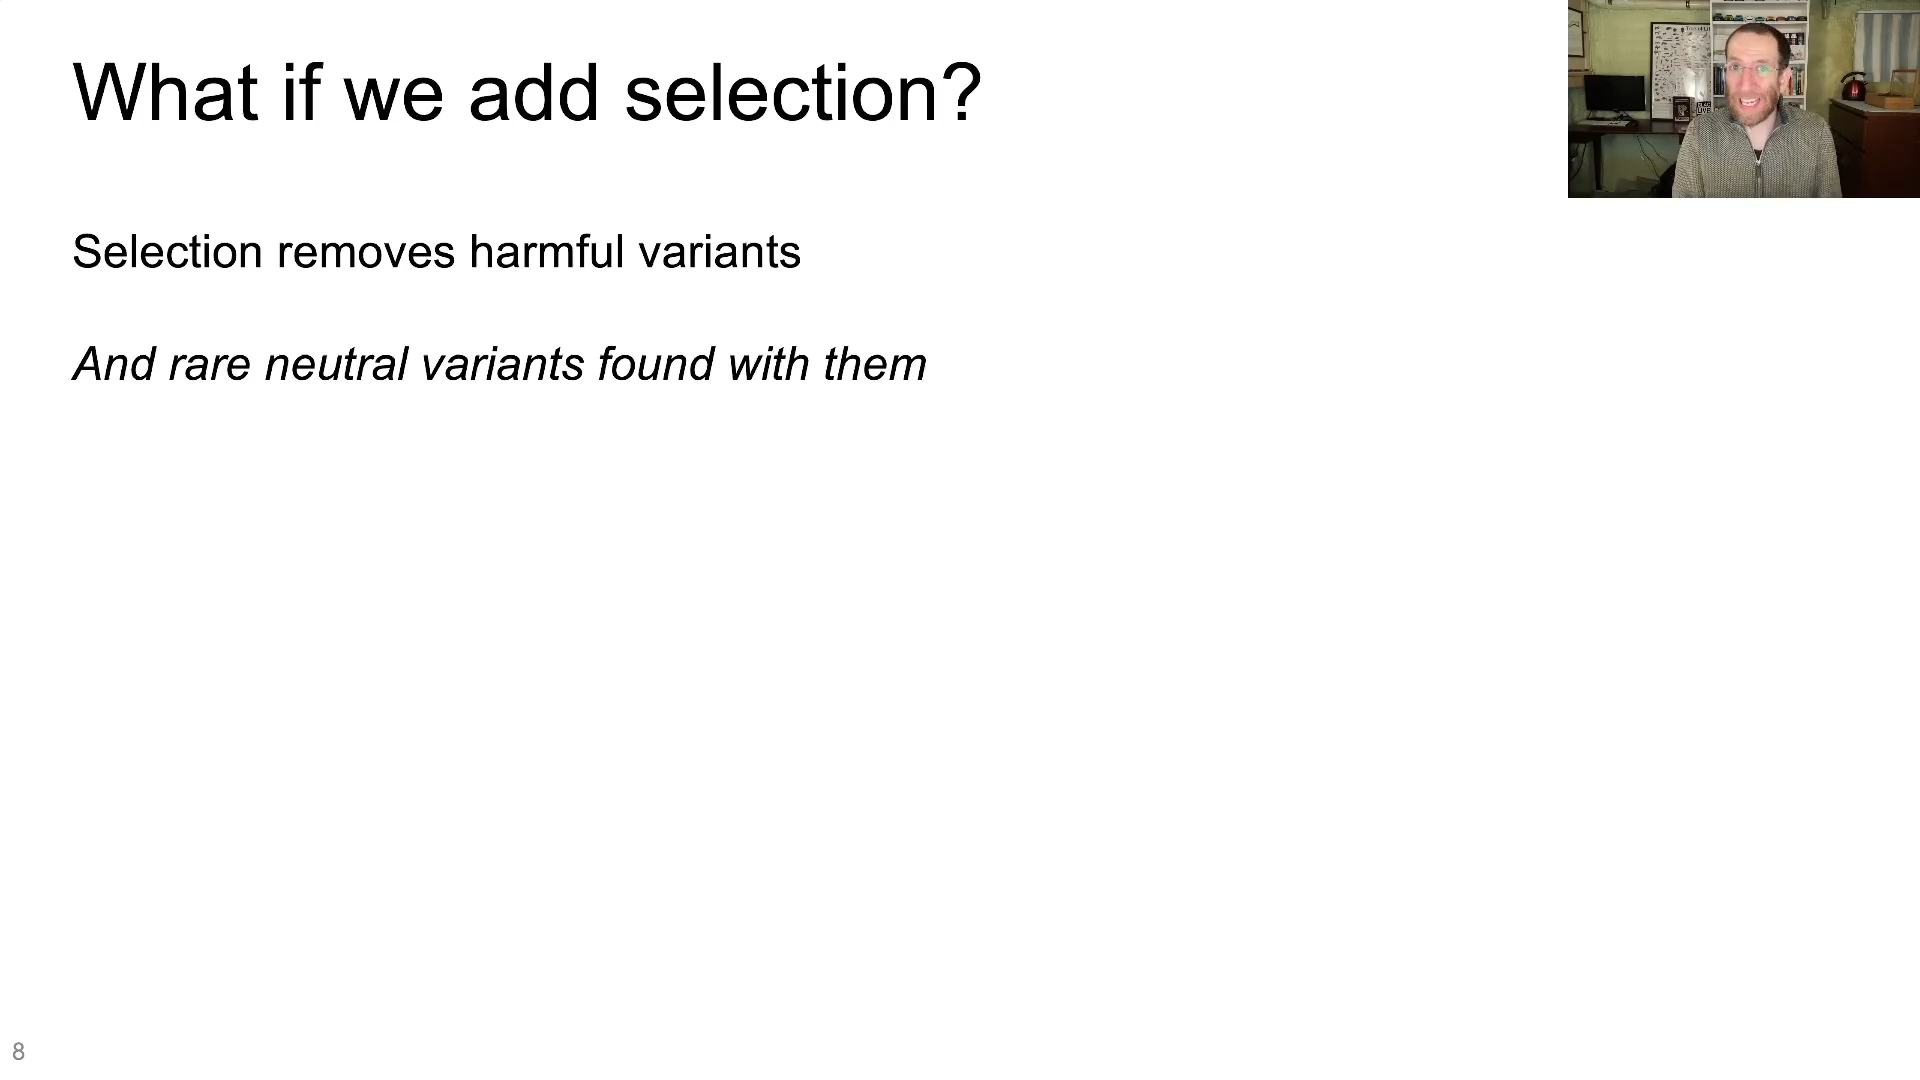 What if we add selection?
Selection removes harmful variants
And rare neutral variants found with them
8